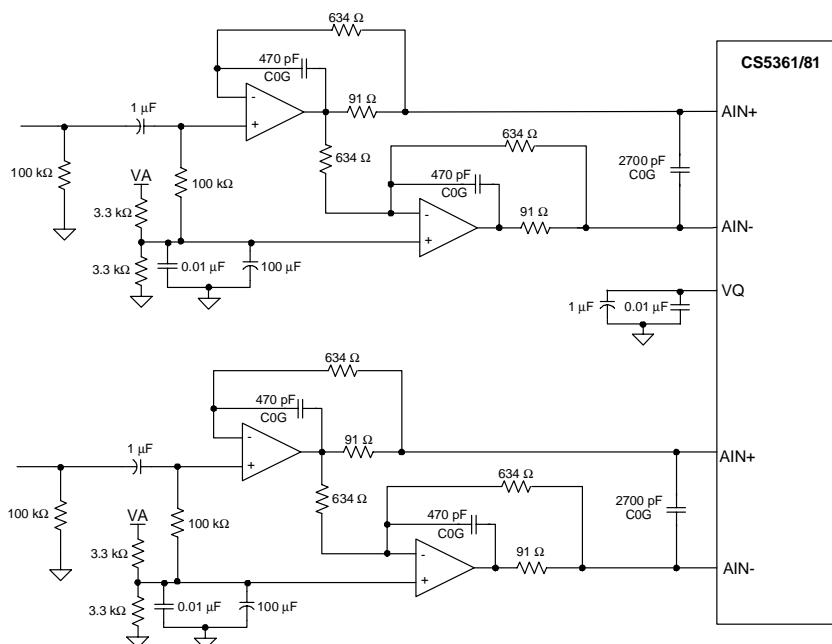 634 Ω
470 pF
C0G
CS5361/81
1 μF
91 Ω
AIN+
634 Ω
634 Ω
100 kΩ
VA
100 kΩ
470 pF
C0G
2700 pF
C0G
3.3 kΩ
91 Ω
AIN-
3.3 kΩ
0.01 μF
100 μF
VQ
1 μF
0.01 μF
634 Ω
470 pF
C0G
1 μF
91 Ω
AIN+
634 Ω
634 Ω
100 kΩ
VA
100 kΩ
470 pF
C0G
2700 pF
C0G
3.3 kΩ
91 Ω
AIN-
3.3 kΩ
0.01 μF
100 μF